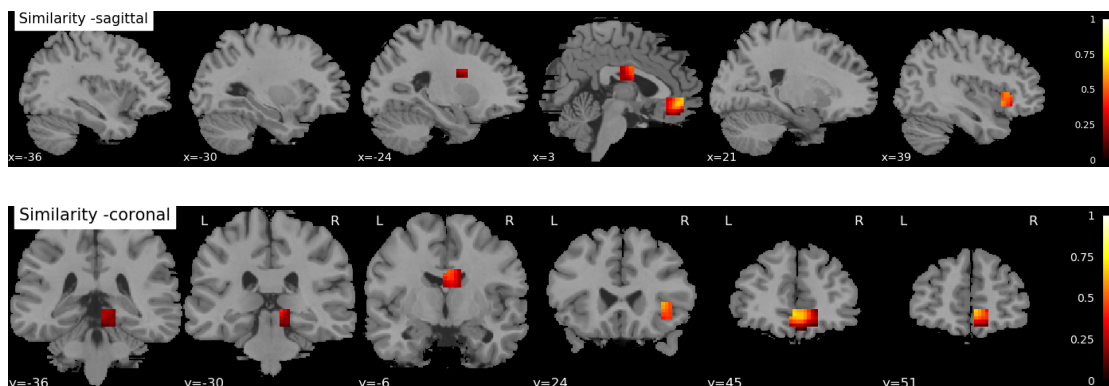 Similarity -sagittal
x=-36
x=-30
x=-24
x=3
x=21
x=39
1
0.75
0.5
0.25
0
Similarity -coronal
L R L R L R L R L R
y=-36
y=-30
y=-6
y=24
y=45
y=51
1
0.75
0.5
0.25
0